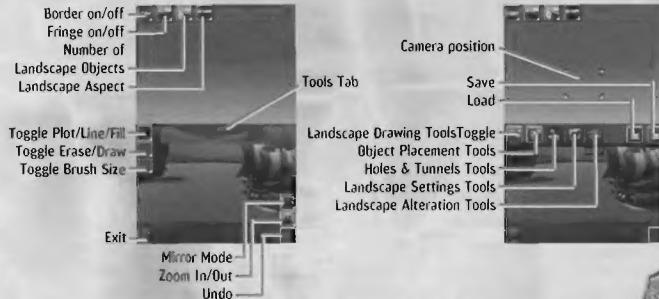 Border on/off
Fringe on/off
Number of
Landscape Objects
Landscape Aspect
Tools Tab
Toggle Plot/Line/Fill
Toggle Erase/Draw
Toggle Brush Size
Exit
Mirror Mode
Zoom In/Out
Undo
Camera position
Save
Load
Landscape Drawing ToolsToggle
Object Placement Tools
Holes & Tunnels Tools
Landscape Settings Tools
Landscape Alteration Tools